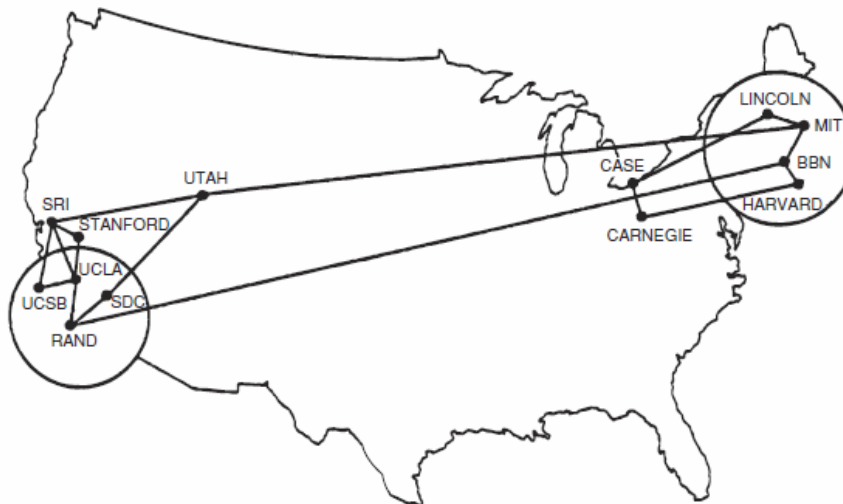 LINCOLN
MIT
CASE
BBN
UTAH
HARVARD
SRI
STANFORD
CARNEGIE
UCLA
UCSB
SDC
RAND